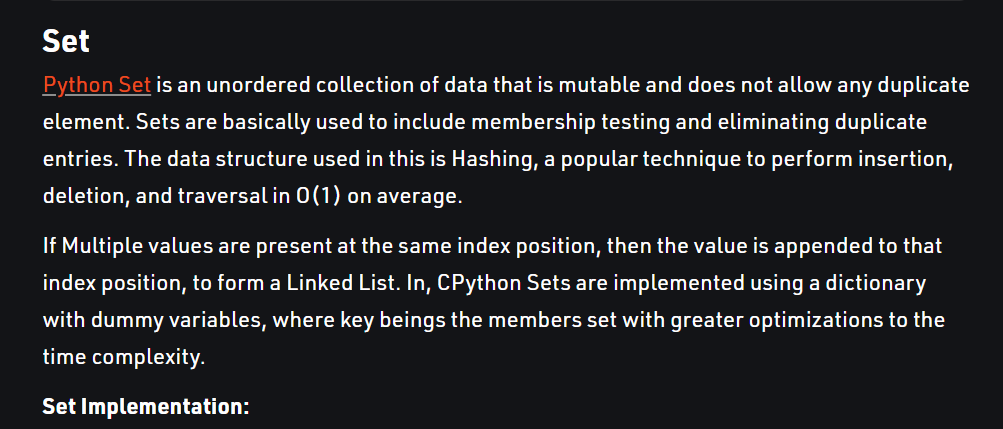 Set
Python Set is an unordered collection of data that is mutable and does not allow any duplicate
element. Sets are basically used to include membership testing and eliminating duplicate
entries. The data structure used in this is Hashing, a popular technique to perform insertion,
deletion, and traversal in O(1) on average.
If Multiple values are present at the same index position, then the value is appended to that
index position, to form a Linked List. In, CPython Sets are implemented using a dictionary
with dummy variables, where key beings the members set with greater optimizations to the
time complexity.
Set Implementation: